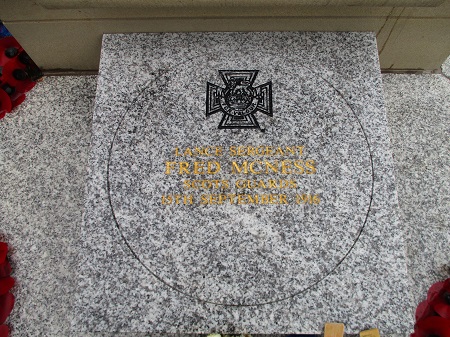 LANCE SERGEANT
FRED MCNESS
SCOTS GUARDS
15TH SEPTEMBER 1916